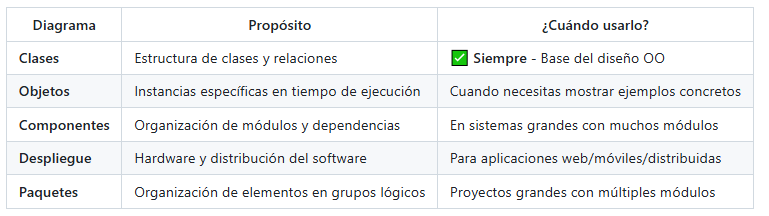 Diagrama Propósito ¿Cuándo usarlo?
Clases Estructura de clases y relaciones ✅ Siempre - Base del diseño OO
Objetos Instancias específicas en tiempo de ejecución Cuando necesitas mostrar ejemplos concretos
Componentes Organización de módulos y dependencias En sistemas grandes con muchos módulos
Despliegue Hardware y distribución del software Para aplicaciones web/móviles/distribuidas
Paquetes Organización de elementos en grupos lógicos Proyectos grandes con múltiples módulos